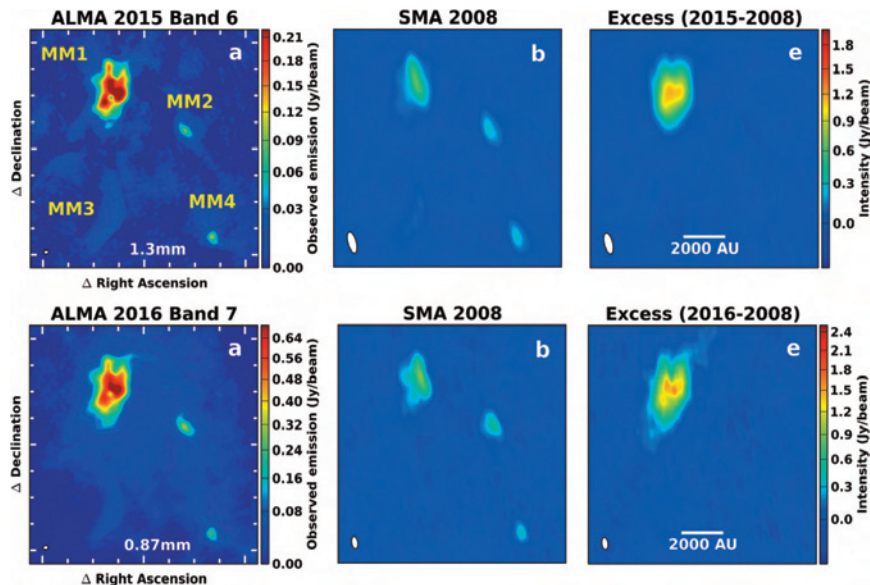 ALMA 2015 Band 6
SMA 2008
Excess (2015-2008)
MM1
a
b
e
MM2
MM3
MM4
1.3mm
2000 AU
Δ Declination
Δ Right Ascension
0.21
0.18
0.15
0.12
0.09
0.06
0.03
0.00
Observed emission (Jy/beam)
1.8
1.5
1.2
0.9
0.6
0.3
0.0
Intensity (Jy/beam)
ALMA 2016 Band 7
SMA 2008
Excess (2016-2008)
a
b
e
0.87mm
2000 AU
Δ Declination
Δ Right Ascension
0.64
0.56
0.48
0.40
0.32
0.24
0.16
0.08
0.00
Observed emission (Jy/beam)
2.4
2.1
1.8
1.5
1.2
0.9
0.6
0.3
0.0
Intensity (Jy/beam)